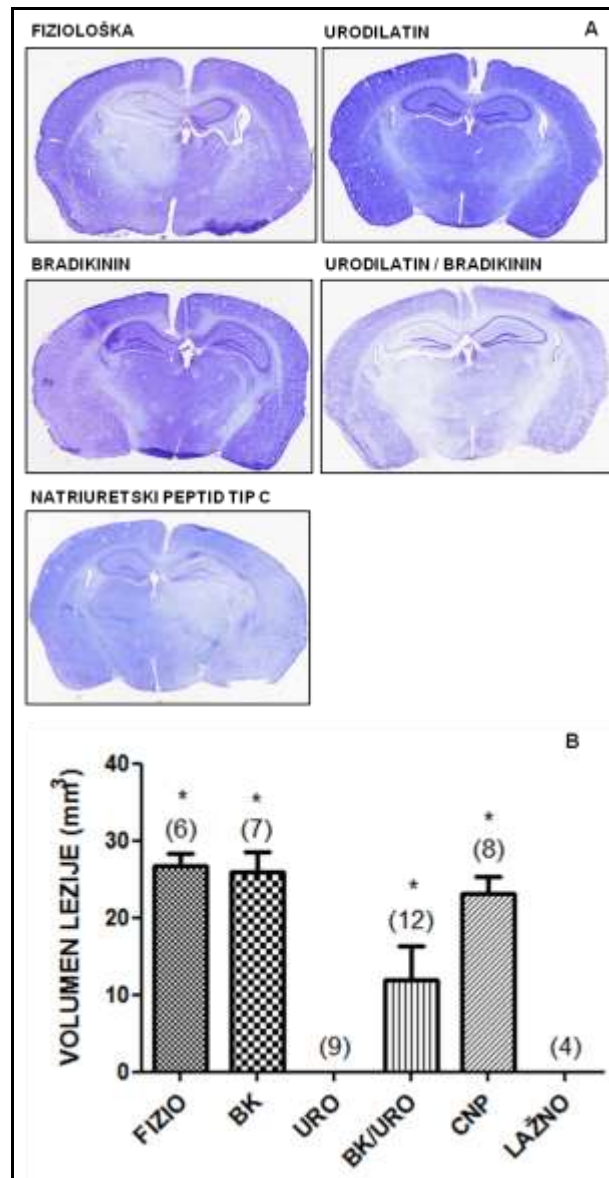 FIZIOLOŠKA
URODILATIN
A
BRADIKININ
URODILATIN / BRADIKININ
NATRIURETSKI PEPTID TIP C
B
VOLUMEN LEZIJE (mm³)
40
30
20
10
0
*
(6)
*
(7)
(9)
*
(12)
*
(8)
(4)
FIZIO
BK
URO
BK/URO
CNP
LAŽNO